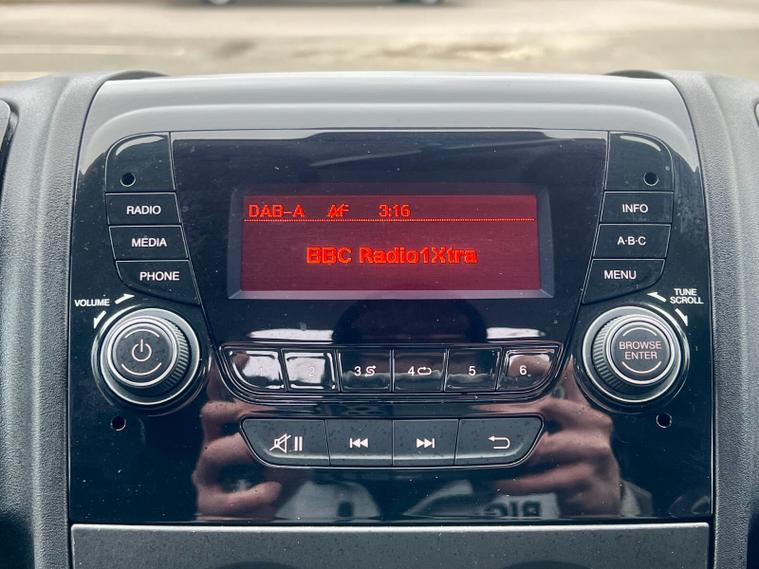 DAB-A AF 3:16
BBC Radio1Xtra
RADIO
MEDIA
PHONE
INFO
A·B·C
MENU
VOLUME
TUNE
SCROLL
BROWSE
ENTER
1 2 3 4 5 6
BIG